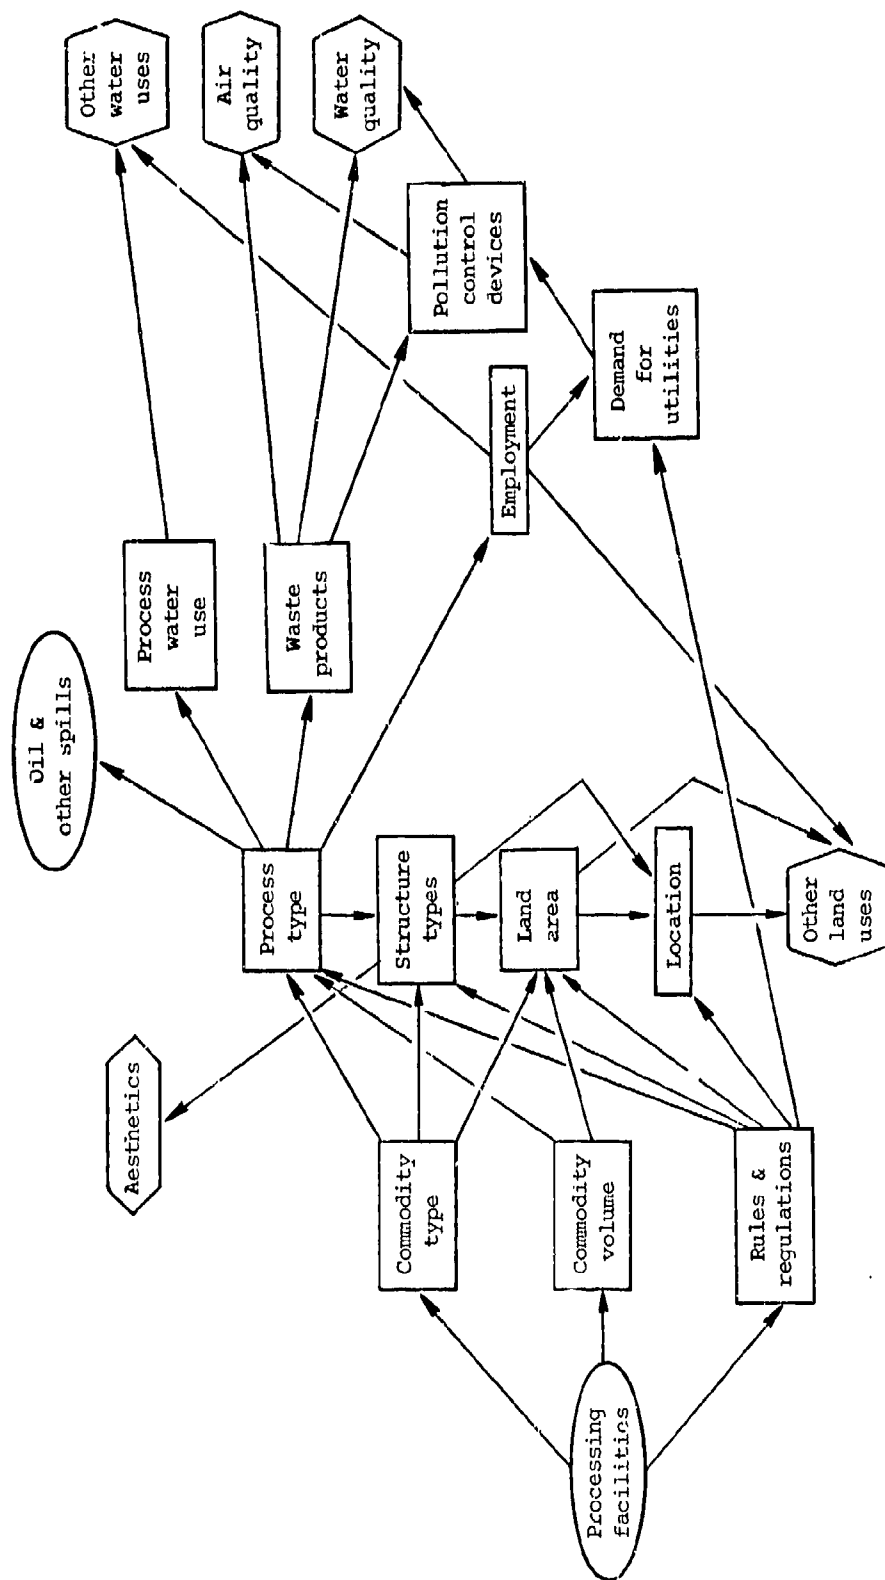 Processing
facilities
Commodity
type
Commodity
volume
Rules &
regulations
Aesthetics
Process
type
Structure
types
Land
area
Location
Other
land
uses
Oil &
other spills
Process
water
use
Waste
products
Employment
Demand
for
utilities
Pollution
control
devices
Other
water
uses
Air
quality
Water
quality